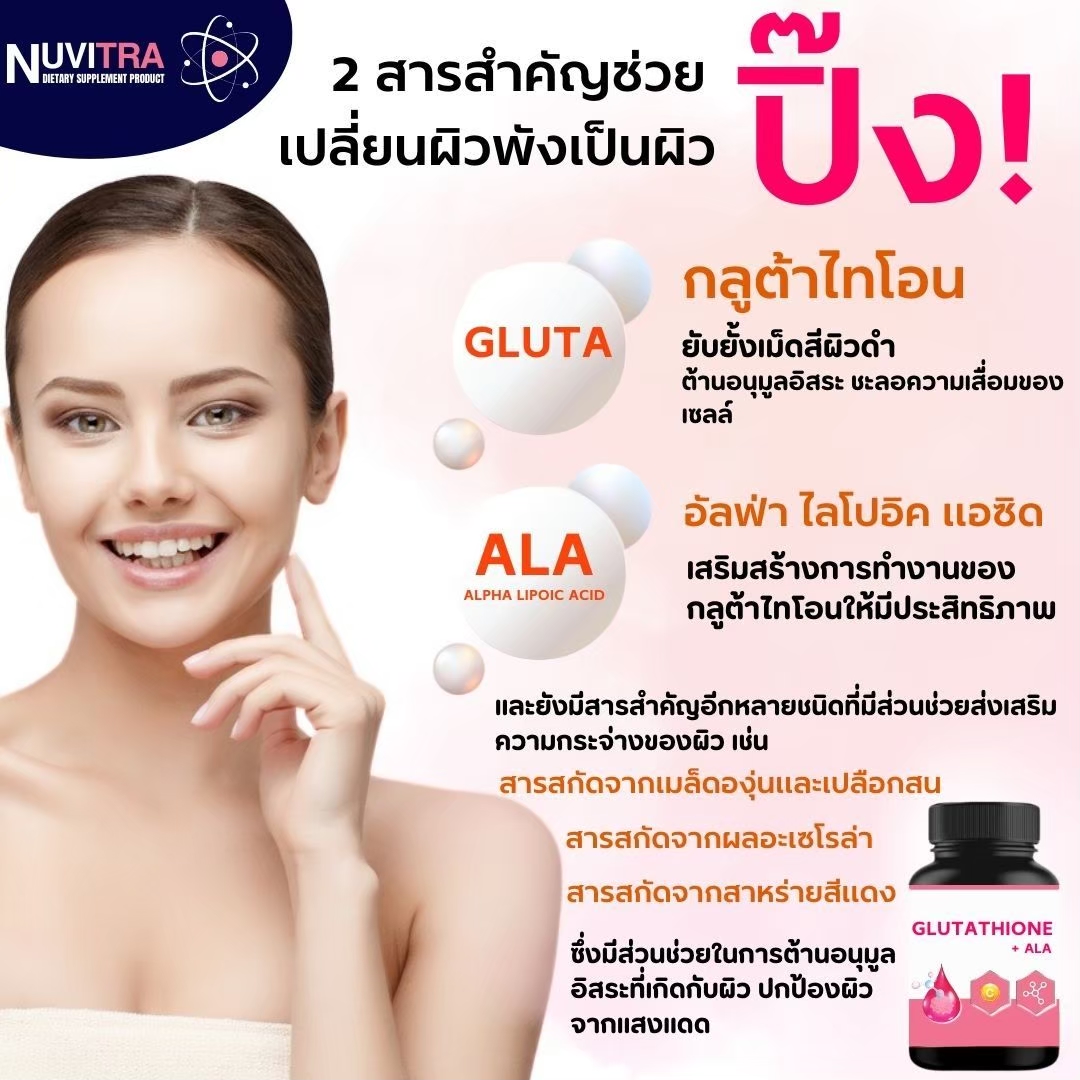 NUVITRA
DIETARY SUPPLEMENT PRODUCT
2 สารสำคัญช่วย
เปลี่ยนผิวพังเป็นผิว
ปิ๊ง!
GLUTA
กลูต้าไทโอน
ยับยั้งเม็ดสีผิวดำ
ต้านอนุมูลอิสระ ชะลอความเสื่อมของ
เซลล์
ALA
ALPHA LIPOIC ACID
อัลฟ่า ไลโปอิค แอซิด
เสริมสร้างการทำงานของ
กลูต้าไทโอนให้มีประสิทธิภาพ
และยังมีสารสำคัญอีกหลายชนิดที่มีส่วนช่วยส่งเสริม
ความกระจ่างของผิว เช่น
สารสกัดจากเมล็ดองุ่นและเปลือกสน
สารสกัดจากผลอะเซโรล่า
สารสกัดจากสาหร่ายสีแดง
ซึ่งมีส่วนช่วยในการต้านอนุมูล
อิสระที่เกิดกับผิว ปกป้องผิว
จากแสงแดด
GLUTATHIONE
+ ALA
C